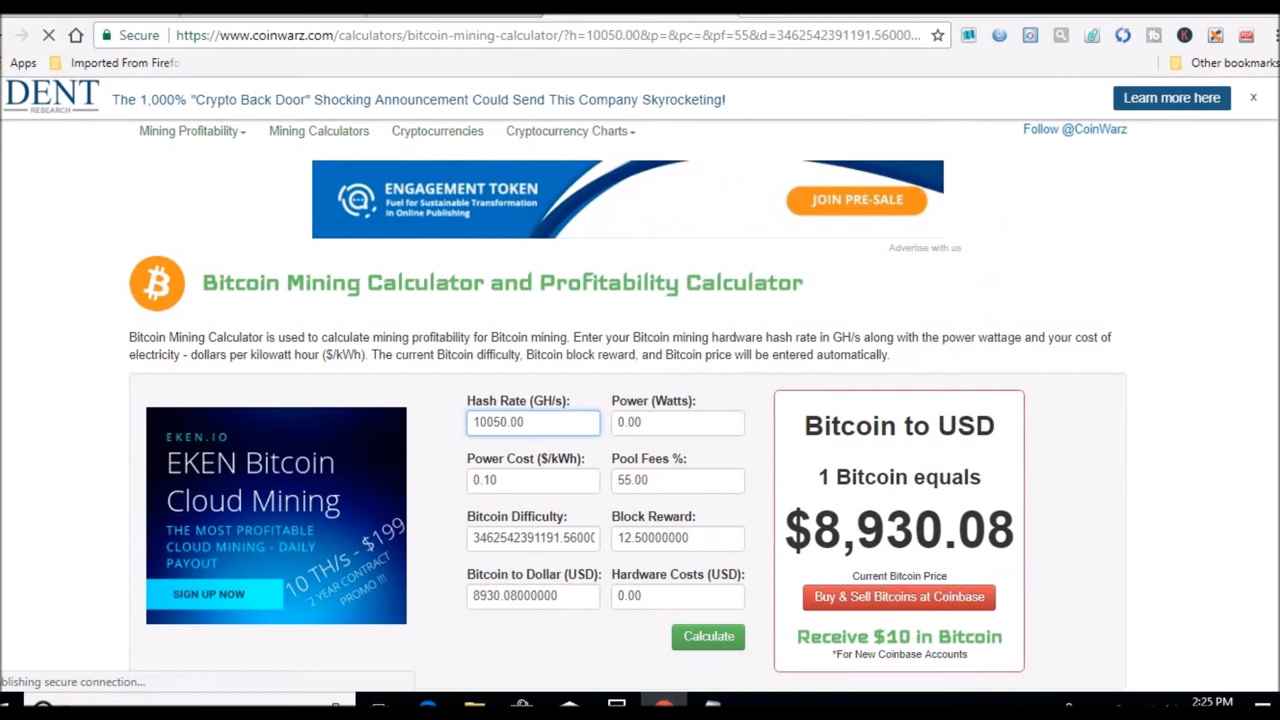 Secure https://www.coinwarz.com/calculators/bitcoin-mining-calculator/?h=10050.00&p=&pc=&pf=55&d=3462542391191.56000...
Apps Imported From Firefo Other bookmarks
DENT
RESEARCH
The 1,000% "Crypto Back Door" Shocking Announcement Could Send This Company Skyrocketing!
Learn more here x
Mining Profitability Mining Calculators Cryptocurrencies Cryptocurrency Charts Follow @CoinWarz
ENGAGEMENT TOKEN
Fuel for Sustainable Transformation
in Online Publishing
JOIN PRE-SALE
Advertise with us
Bitcoin Mining Calculator and Profitability Calculator
Bitcoin Mining Calculator is used to calculate mining profitability for Bitcoin mining. Enter your Bitcoin mining hardware hash rate in GH/s along with the power wattage and your cost of
electricity - dollars per kilowatt hour ($/kWh). The current Bitcoin difficulty, Bitcoin block reward, and Bitcoin price will be entered automatically.
EKEN.IO
EKEN Bitcoin
Cloud Mining
THE MOST PROFITABLE
CLOUD MINING - DAILY
PAYOUT
10 TH/s - $199
2 YEAR CONTRACT
PROMO !!!
SIGN UP NOW
Hash Rate (GH/s): Power (Watts):
10050.00 0.00
Power Cost ($/kWh): Pool Fees %:
0.10 55.00
Bitcoin Difficulty: Block Reward:
3462542391191.5600( 12.50000000
Bitcoin to Dollar (USD): Hardware Costs (USD):
8930.08000000 0.00
Calculate
Bitcoin to USD
1 Bitcoin equals
$8,930.08
Current Bitcoin Price
Buy & Sell Bitcoins at Coinbase
Receive $10 in Bitcoin
*For New Coinbase Accounts
blishing secure connection...
2:25 PM